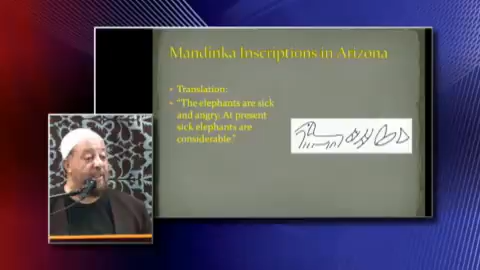 Mandinka Inscriptions in Arizona
Translation:
"The elephants are sick
and angry. At present
sick elephants are
considerable."